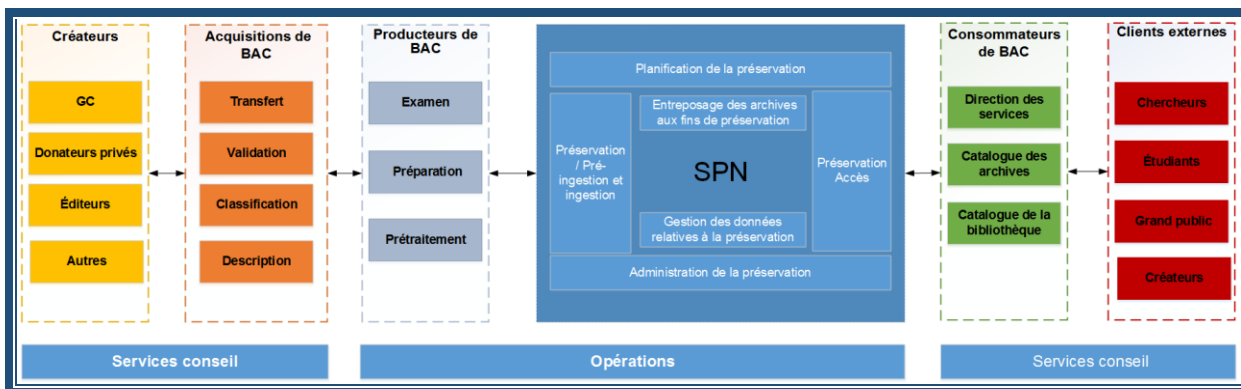 Créateurs
GC
Donateurs privés
Éditeurs
Autres
Acquisitions de
BAC
Transfert
Validation
Classification
Description
Producteurs de
BAC
Examen
Préparation
Prétraitement
Planification de la préservation
Préservation
/ Pré-
ingestion et
ingestion
Entreposage des archives
aux fins de préservation
SPN
Gestion des données
relatives à la préservation
Préservation
Accès
Administration de la préservation
Consommateurs
de BAC
Direction des
services
Catalogue des
archives
Catalogue de la
bibliothèque
Clients externes
Chercheurs
Étudiants
Grand public
Créateurs
Services conseil
Opérations
Services conseil